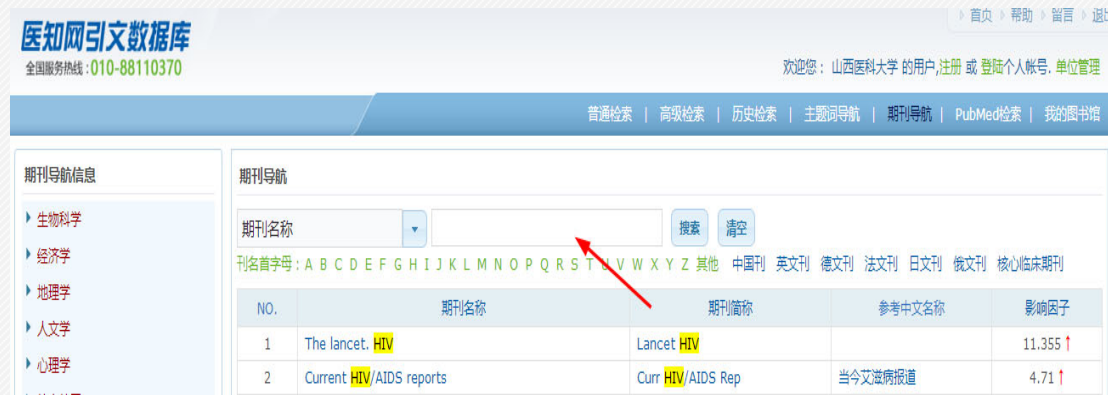 首页 帮助 留言 退出
医知网引文数据库
全国服务热线:010-88110370
欢迎您： 山西医科大学 的用户,注册 或 登陆个人帐号. 单位管理
普通检索 | 高级检索 | 历史检索 | 主题词导航 | 期刊导航 | PubMed检索 | 我的图书馆
期刊导航信息
生物科学
经济学
地理学
人文学
心理学
期刊导航
期刊名称 搜索 清空
刊名首字母 : A B C D E F G H I J K L M N O P Q R S T U V W X Y Z 其他 中国刊 英文刊 德文刊 法文刊 日文刊 俄文刊 核心临床期刊
NO. 期刊名称 期刊简称 参考中文名称 影响因子
1 The lancet. HIV Lancet HIV 11.355 ↑
2 Current HIV/AIDS reports Curr HIV/AIDS Rep 当今艾滋病报道 4.71 ↑